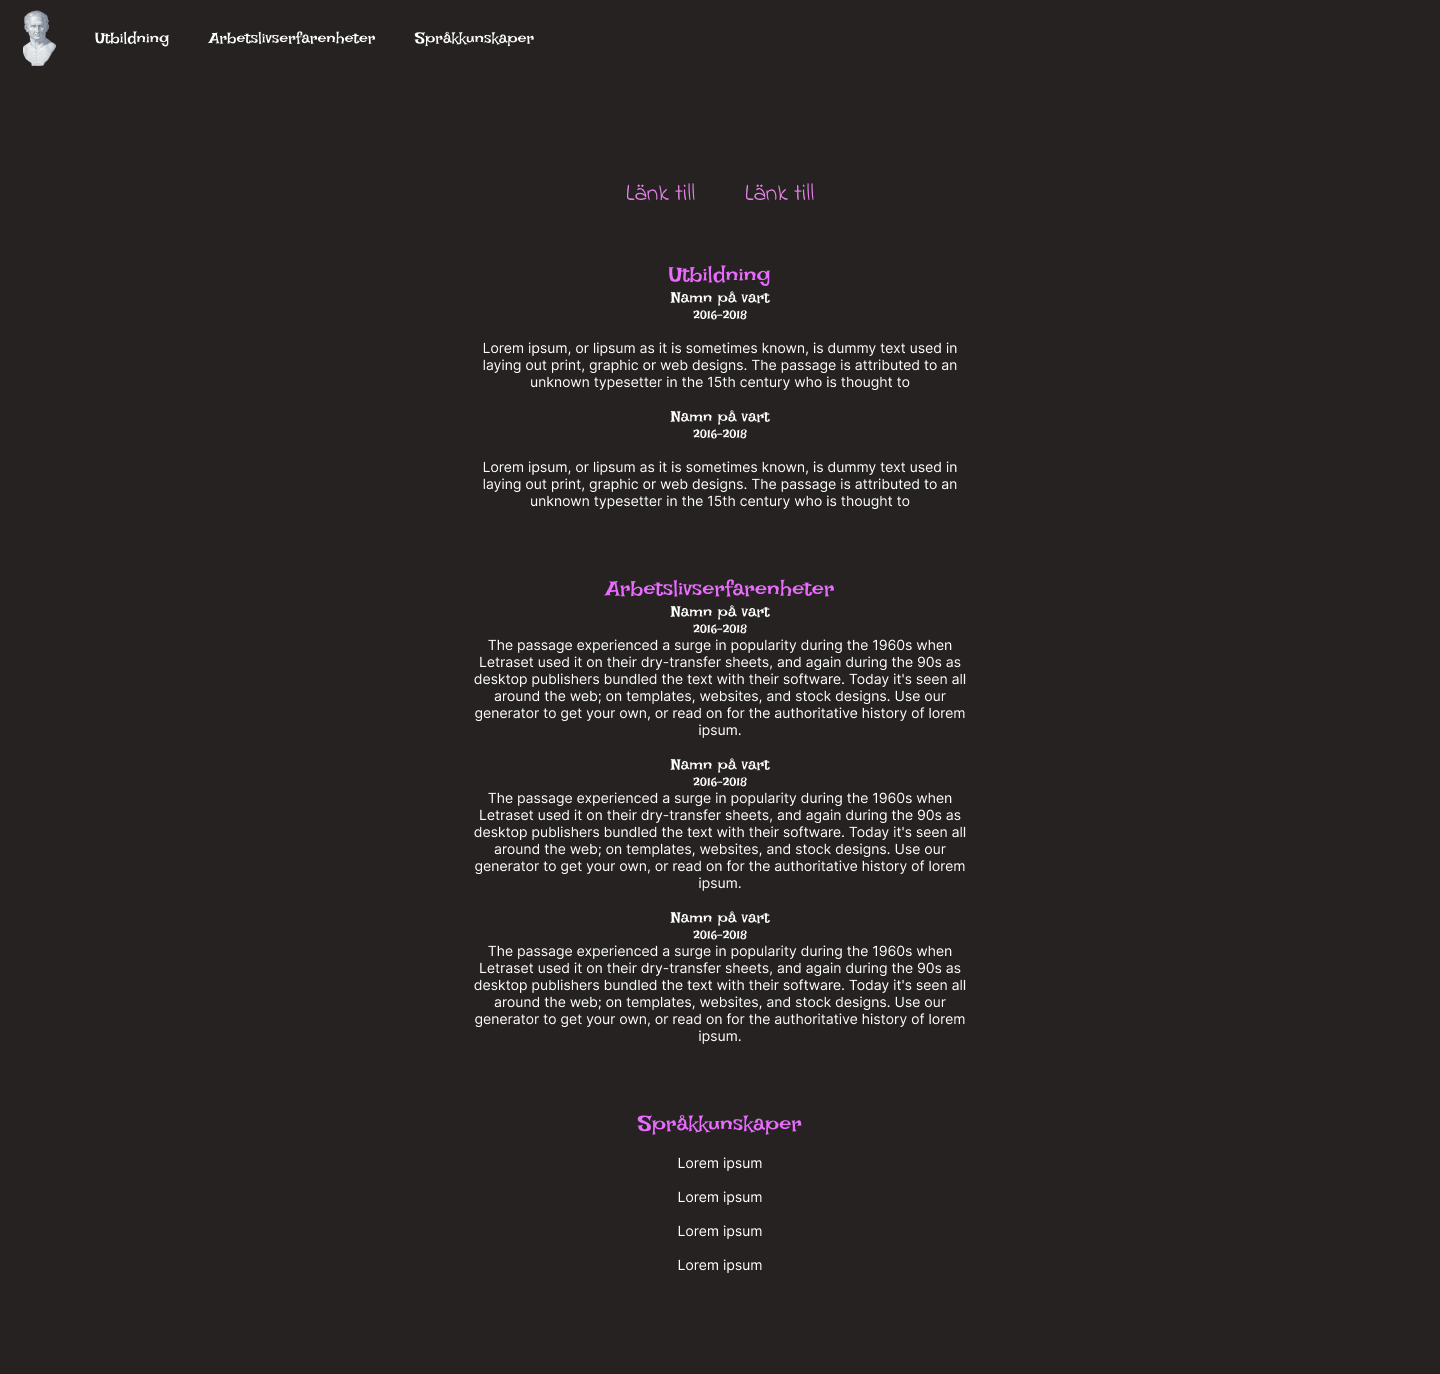 Utbildning Arbetslivserfarenheter Språkkunskaper
Länk till Länk till
Utbildning
Namn på vart
2016-2018
Lorem ipsum, or lipsum as it is sometimes known, is dummy text used in
laying out print, graphic or web designs. The passage is attributed to an
unknown typesetter in the 15th century who is thought to
Namn på vart
2016-2018
Lorem ipsum, or lipsum as it is sometimes known, is dummy text used in
laying out print, graphic or web designs. The passage is attributed to an
unknown typesetter in the 15th century who is thought to
Arbetslivserfarenheter
Namn på vart
2016-2018
The passage experienced a surge in popularity during the 1960s when
Letraset used it on their dry-transfer sheets, and again during the 90s as
desktop publishers bundled the text with their software. Today it's seen all
around the web; on templates, websites, and stock designs. Use our
generator to get your own, or read on for the authoritative history of lorem
ipsum.
Namn på vart
2016-2018
The passage experienced a surge in popularity during the 1960s when
Letraset used it on their dry-transfer sheets, and again during the 90s as
desktop publishers bundled the text with their software. Today it's seen all
around the web; on templates, websites, and stock designs. Use our
generator to get your own, or read on for the authoritative history of lorem
ipsum.
Namn på vart
2016-2018
The passage experienced a surge in popularity during the 1960s when
Letraset used it on their dry-transfer sheets, and again during the 90s as
desktop publishers bundled the text with their software. Today it's seen all
around the web; on templates, websites, and stock designs. Use our
generator to get your own, or read on for the authoritative history of lorem
ipsum.
Språkkunskaper
Lorem ipsum
Lorem ipsum
Lorem ipsum
Lorem ipsum